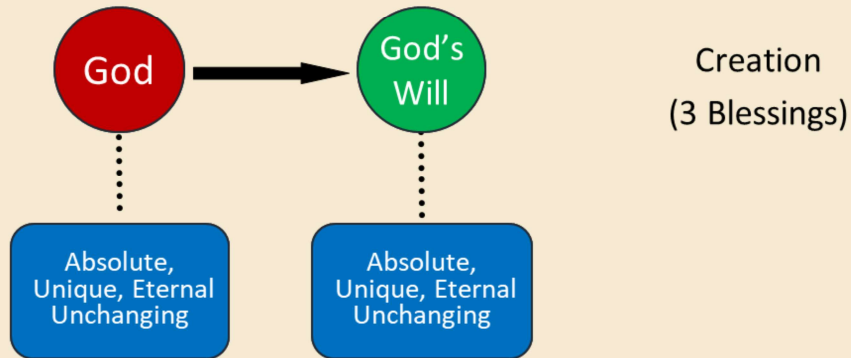 God
God's
Will
Creation
(3 Blessings)
Absolute,
Unique, Eternal
Unchanging
Absolute,
Unique, Eternal
Unchanging